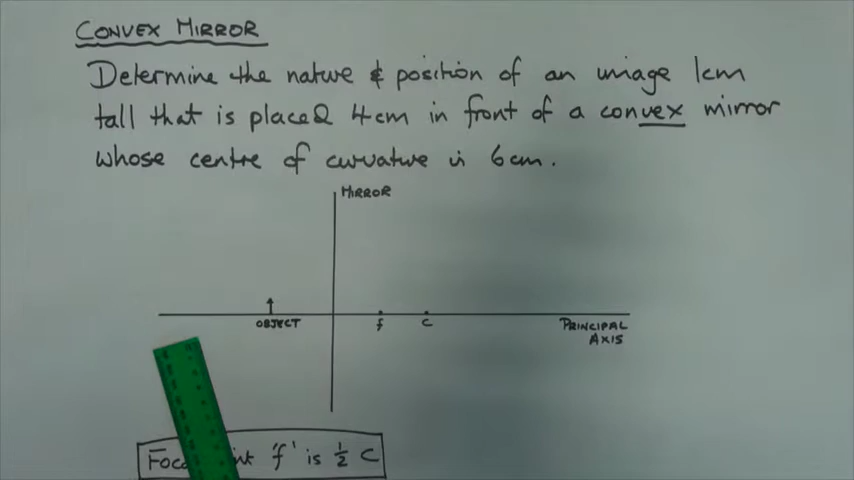 CONVEX MIRROR
Determine the nature & position of an image 1cm
tall that is placed 4cm in front of a convex mirror
whose centre of curvature is 6cm.
MIRROR
OBJECT f C PRINCIPAL
AXIS
'f' is ½ C